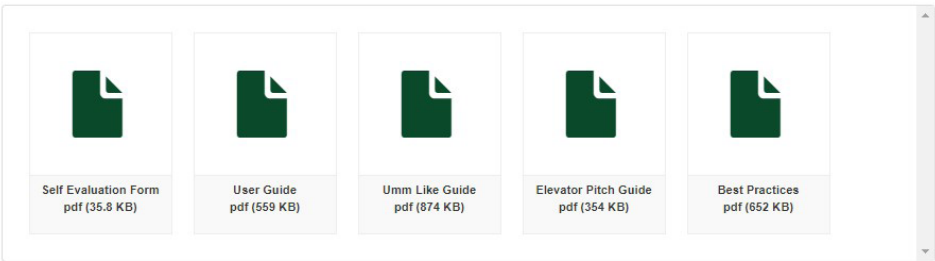 Self Evaluation Form
pdf (35.8 KB)
User Guide
pdf (559 KB)
Umm Like Guide
pdf (874 KB)
Elevator Pitch Guide
pdf (354 KB)
Best Practices
pdf (652 KB)